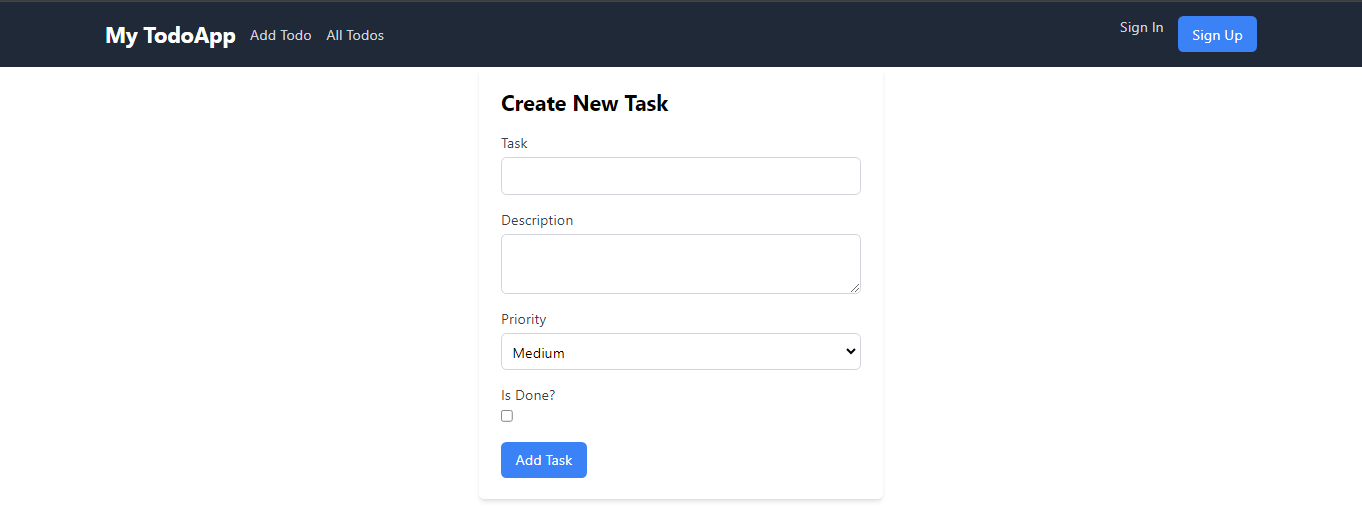 My TodoApp Add Todo All Todos Sign In Sign Up
Create New Task
Task
Description
Priority
Medium
Is Done?
Add Task